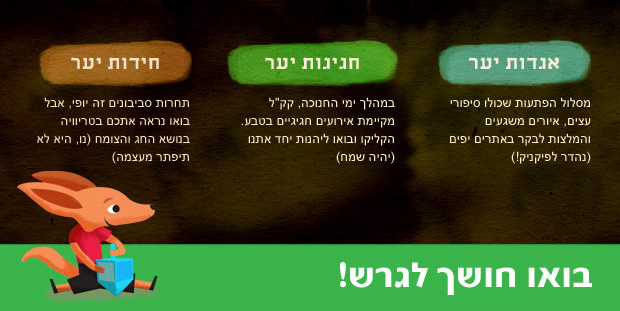 אגדות יער
מסלול הפתעות שכולו סיפורי
עצים, איורים משגעים
והמלצות לבקר באתרים יפים
(נהדר לפיקניק!)
חגיגות יער
במהלך ימי החנוכה, קק"ל
מקיימת אירועים חגיגיים בטבע.
הקליקו ובואו ליהנות יחד אתנו
(יהיה שמח)
חידות יער
תחרות סביבונים זה יופי, אבל
בואו נראה אתכם בטריוויה
בנושא החג והצומח (נו, היא לא
תיפתר מעצמה)
בואו חושך לגרש!